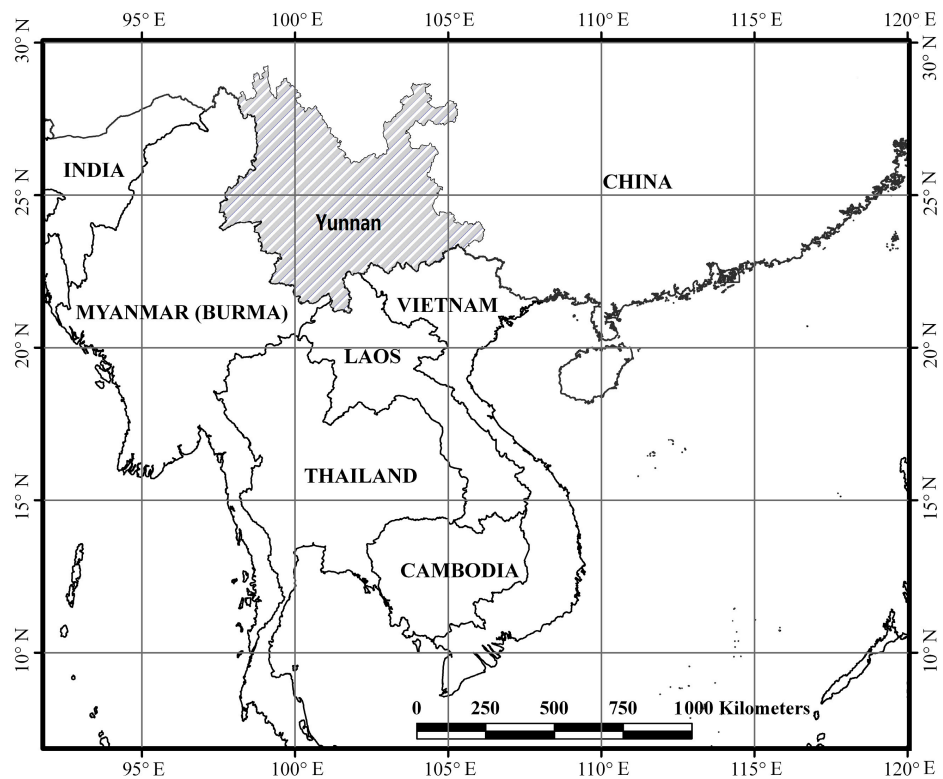 95° E 100° E 105° E 110° E 115° E 120° E
30° N 30° N
INDIA
CHINA
25° N 25° N
Yunnan
MYANMAR (BURMA)
VIETNAM
20° N 20° N
LAOS
THAILAND
15° N 15° N
CAMBODIA
10° N 10° N
0 250 500 750 1000 Kilometers
95° E 100° E 105° E 110° E 115° E 120° E